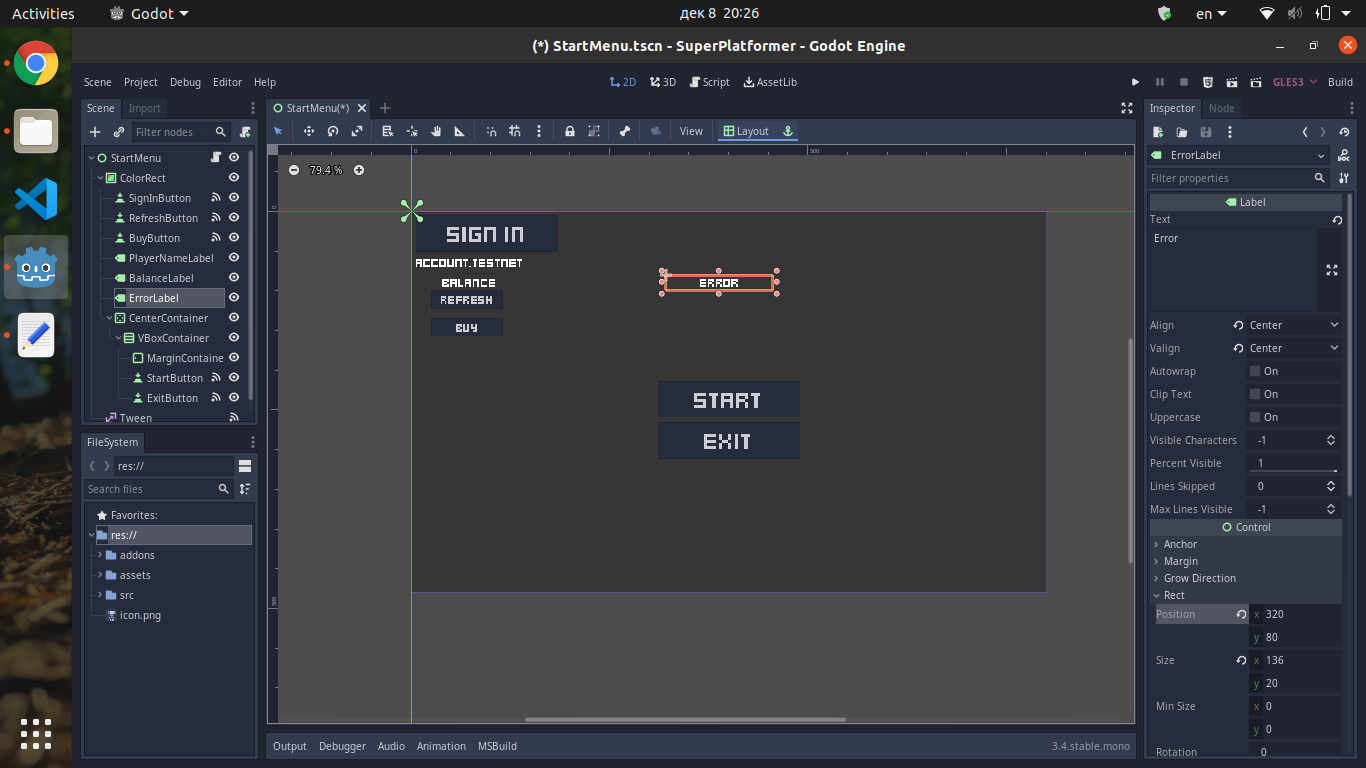 Activities Godot дек 8 20:26 en
(*) StartMenu.tscn - SuperPlatformer - Godot Engine
Scene Project Debug Editor Help 2D 3D Script AssetLib GLES3 Build
Scene Import
Filter nodes
StartMenu
ColorRect
SignInButton
RefreshButton
BuyButton
PlayerNameLabel
BalanceLabel
ErrorLabel
CenterContainer
VBoxContainer
MarginContaine
StartButton
ExitButton
Tween
FileSystem
res://
Search files
Favorites:
res://
addons
assets
src
icon.png
StartMenu(*)
View Layout
0 500
0
500
79.4 %
SIGN IN
ACCOUNT.TESTNET
BALANCE
REFRESH
BUY
ERROR
START
EXIT
Output Debugger Audio Animation MSBuild 3.4.stable.mono
Inspector Node
ErrorLabel
Filter properties
Label
Text
Error
Align Center
Valign Center
Autowrap On
Clip Text On
Uppercase On
Visible Characters -1
Percent Visible 1
Lines Skipped 0
Max Lines Visible -1
Control
Anchor
Margin
Grow Direction
Rect
Position x 320
y 80
Size x 136
y 20
Min Size x 0
y 0
Rotation 0